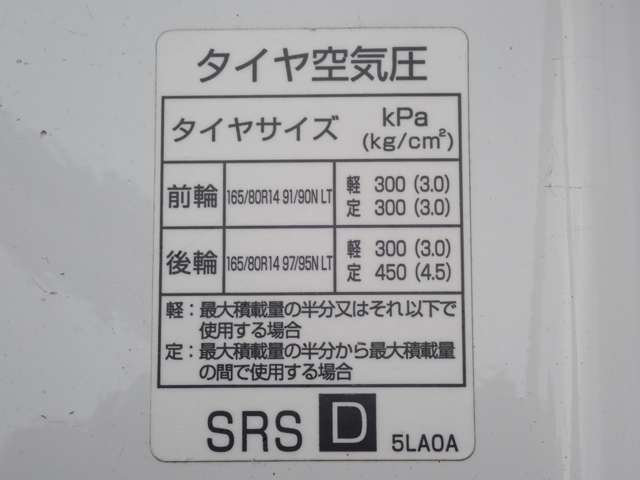 タイヤ空気圧
タイヤサイズ kPa (kg/cm²)
前輪 165/80R14 91/90N LT 軽 300 (3.0)
定 300 (3.0)
後輪 165/80R14 97/95N LT 軽 300 (3.0)
定 450 (4.5)
軽：最大積載量の半分又はそれ以下で
使用する場合
定：最大積載量の半分から最大積載量
の間で使用する場合
SRS D 5LA0A